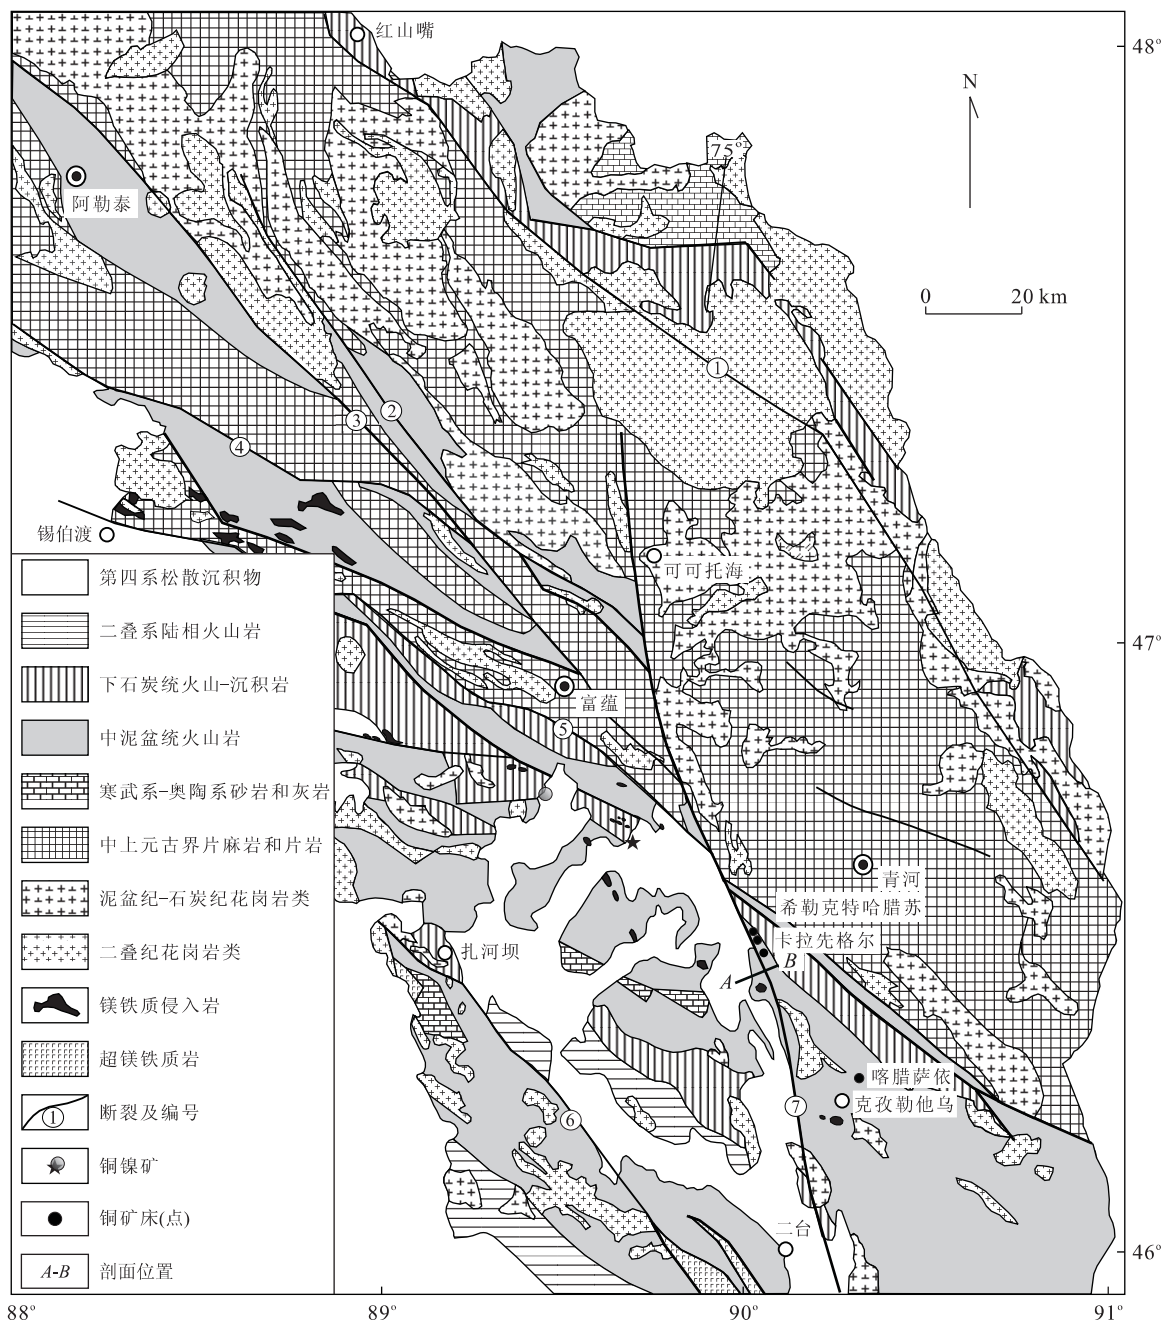 红山嘴
48°
N
75°
阿勒泰
0 20 km
①
②
③
④
锡伯渡
可可托海
47°
富蕴
⑤
青河
希勒克特哈腊苏
卡拉先格尔
扎河坝
A
B
喀腊萨依
克孜勒他乌
⑥
⑦
二台
46°
第四系松散沉积物
二叠系陆相火山岩
下石炭统火山–沉积岩
中泥盆统火山岩
寒武系–奥陶系砂岩和灰岩
中上元古界片麻岩和片岩
泥盆纪–石炭纪花岗岩类
二叠纪花岗岩类
镁铁质侵入岩
超镁铁质岩
① 断裂及编号
铜镍矿
铜矿床(点)
A-B 剖面位置
88° 89° 90° 91°